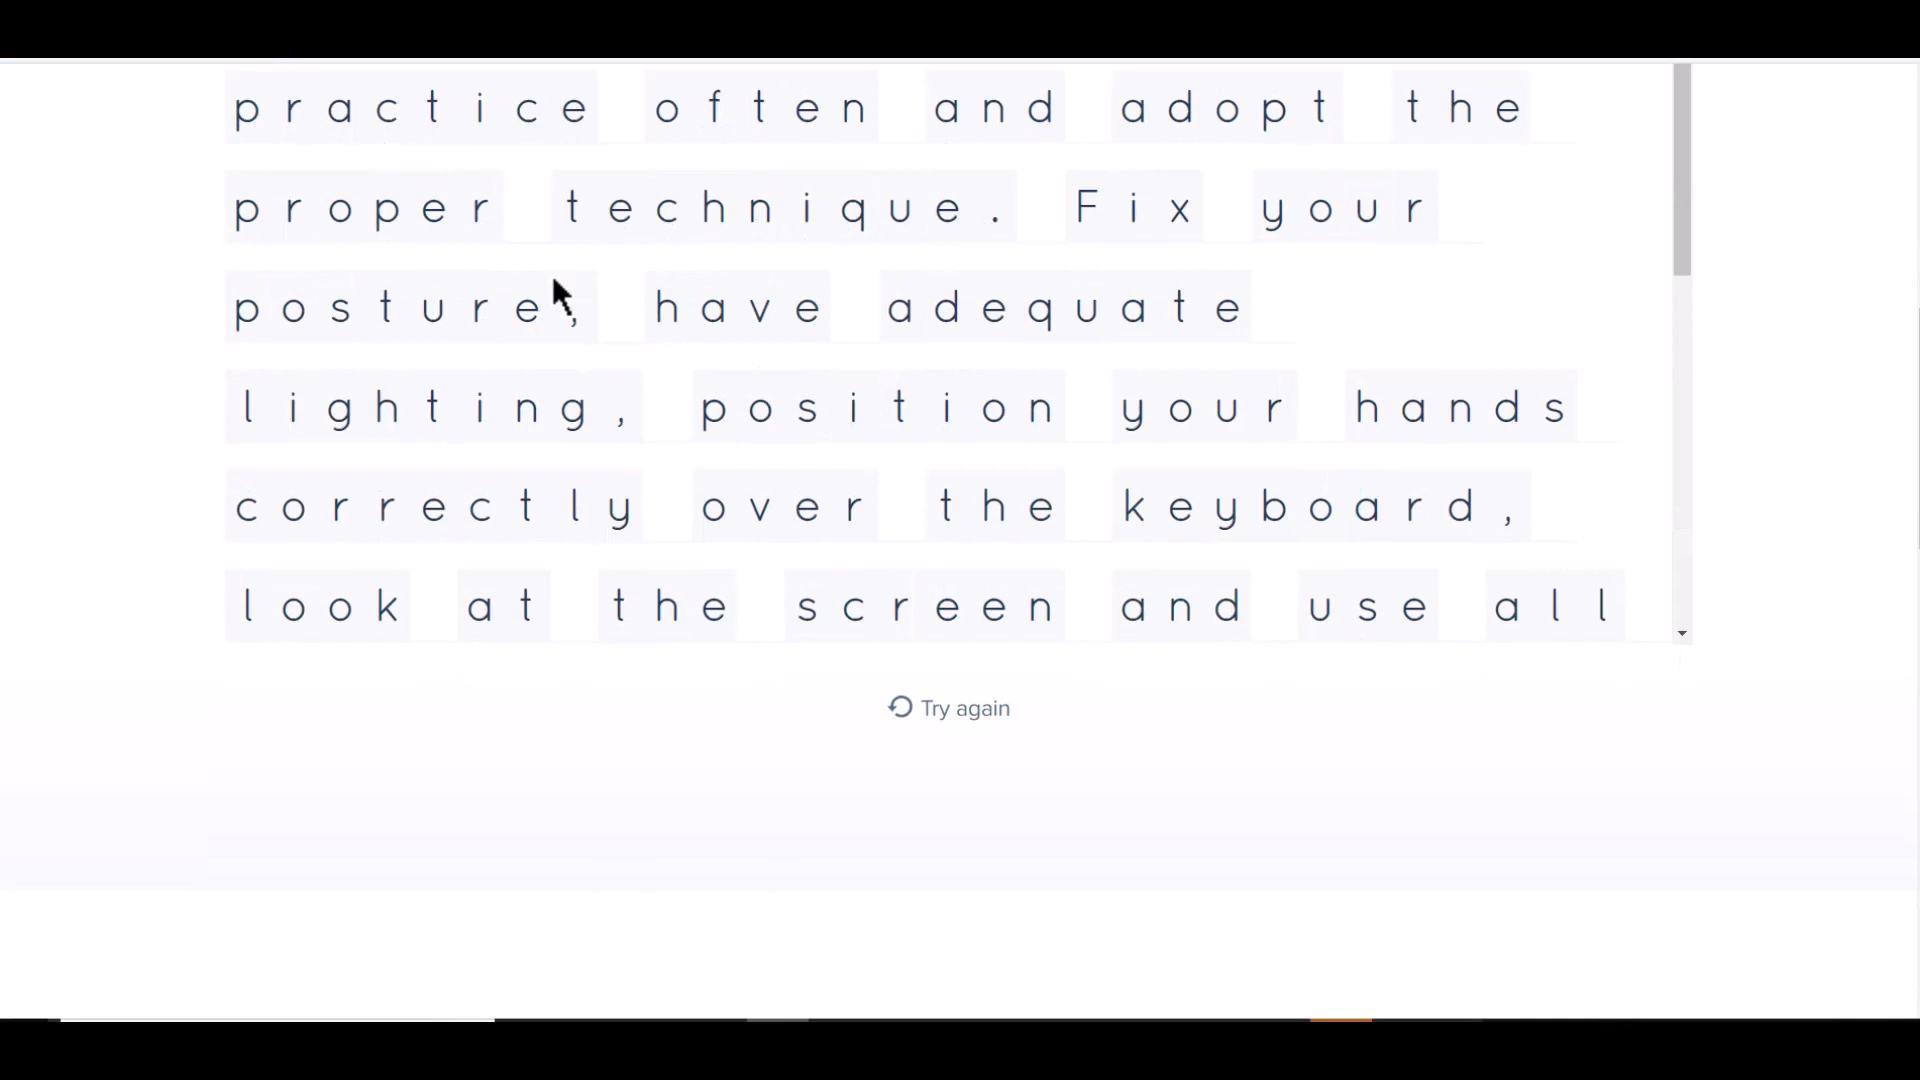 practice often and adopt the
proper technique. Fix your
posture, have adequate
lighting, position your hands
correctly over the keyboard,
look at the screen and use all
Try again